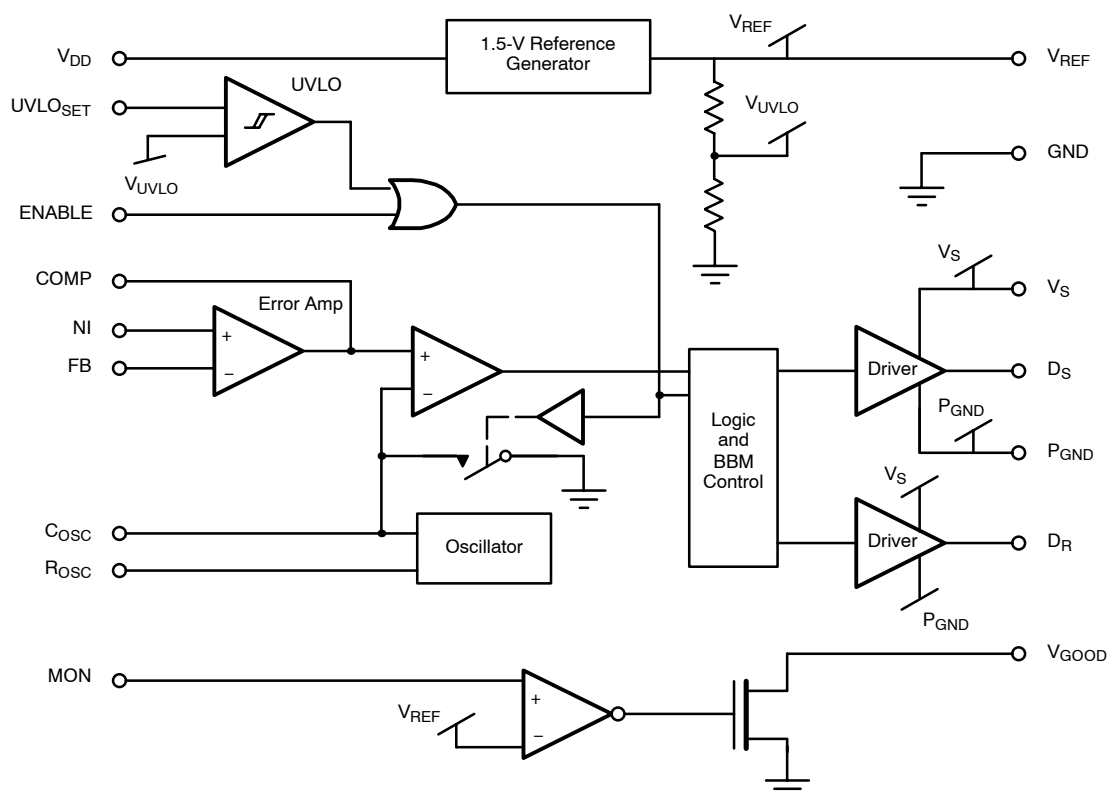 V_REF
V_DD
1.5-V Reference
Generator
V_REF
UVLO_SET
UVLO
V_UVLO
V_UVLO
GND
ENABLE
COMP
Error Amp
V_S
V_S
NI
+
+
FB
−
−
Driver
D_S
Logic
and
BBM
Control
P_GND
P_GND
V_S
C_OSC
Oscillator
Driver
D_R
R_OSC
P_GND
MON
V_GOOD
V_REF
+
−